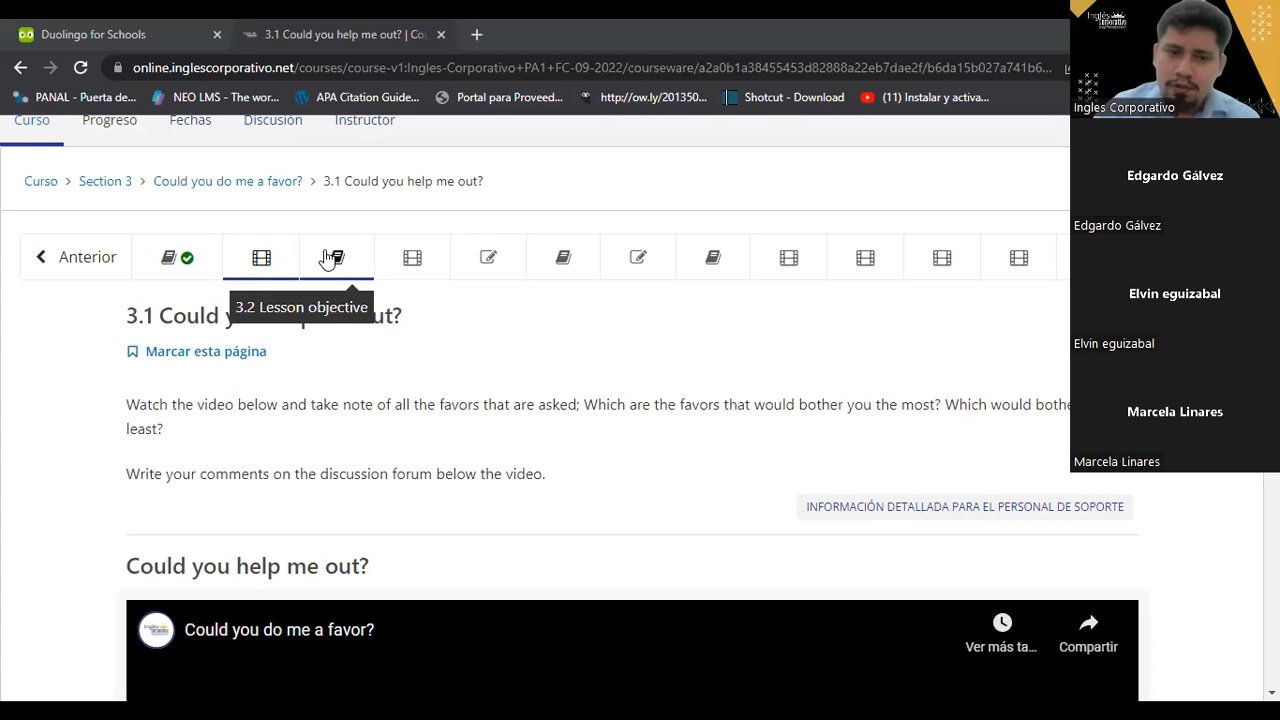 Duolingo for Schools
3.1 Could you help me out? | Co
online.inglescorporativo.net/courses/course-v1:Ingles-Corporativo+PA1+FC-09-2022/courseware/a2a0b1a38455453d82888a22eb7dae2f/b6da15b027a741b6...
PANAL - Puerta de...
NEO LMS - The wor...
APA Citation Gener...
Portal para Proveed...
http://ow.ly/201350...
Shotcut - Download
(11) Instalar y activa...
Curso
Progreso
Fechas
Discusión
Instructor
Curso > Section 3 > Could you do me a favor? > 3.1 Could you help me out?
Anterior
3.2 Lesson objective
3.1 Could out?
Marcar esta página
Watch the video below and take note of all the favors that are asked; Which are the favors that would bother you the most? Which would bothe
least?
Write your comments on the discussion forum below the video.
INFORMACIÓN DETALLADA PARA EL PERSONAL DE SOPORTE
Could you help me out?
Could you do me a favor?
Ver más ta...
Compartir
Inglés
Corporativo
Ingles Corporativo
Edgardo Gálvez
Edgardo Gálvez
Elvin eguizabal
Elvin eguizabal
Marcela Linares
Marcela Linares